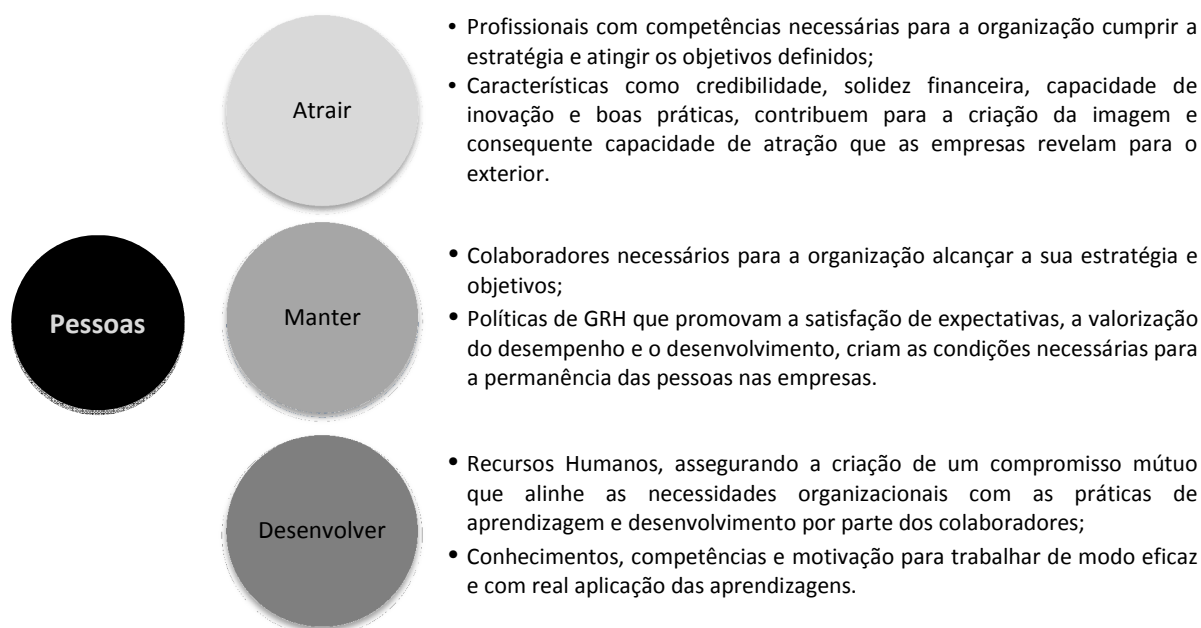 Pessoas
Atrair
• Profissionais com competências necessárias para a organização cumprir a
estratégia e atingir os objetivos definidos;
• Características como credibilidade, solidez financeira, capacidade de
inovação e boas práticas, contribuem para a criação da imagem e
consequente capacidade de atração que as empresas revelam para o
exterior.
Manter
• Colaboradores necessários para a organização alcançar a sua estratégia e
objetivos;
• Políticas de GRH que promovam a satisfação de expectativas, a valorização
do desempenho e o desenvolvimento, criam as condições necessárias para
a permanência das pessoas nas empresas.
Desenvolver
• Recursos Humanos, assegurando a criação de um compromisso mútuo
que alinhe as necessidades organizacionais com as práticas de
aprendizagem e desenvolvimento por parte dos colaboradores;
• Conhecimentos, competências e motivação para trabalhar de modo eficaz
e com real aplicação das aprendizagens.